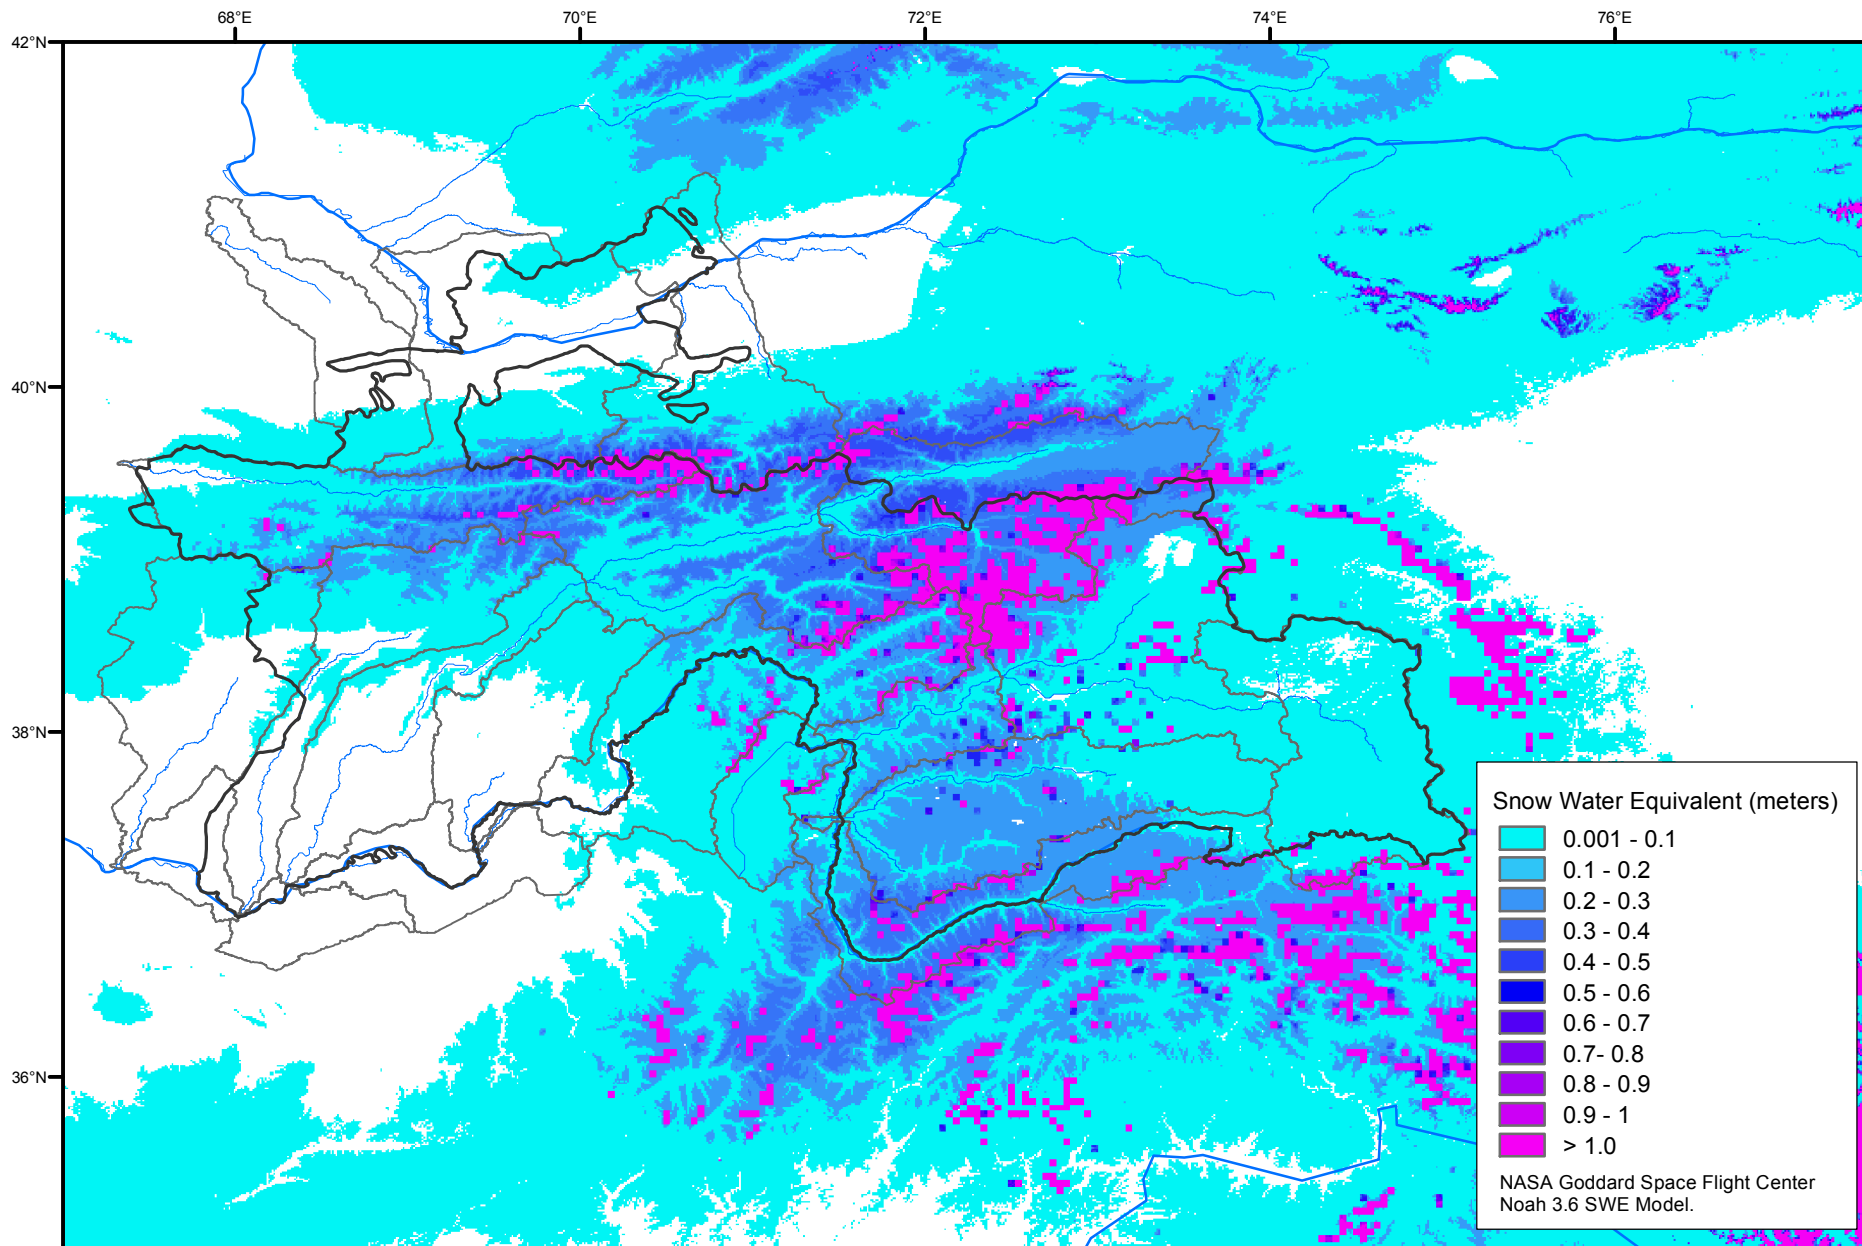 68°E
70°E
72°E
74°E
76°E
42°N
40°N
38°N
36°N
Snow Water Equivalent (meters)
0.001 - 0.1
0.1 - 0.2
0.2 - 0.3
0.3 - 0.4
0.4 - 0.5
0.5 - 0.6
0.6 - 0.7
0.7- 0.8
0.8 - 0.9
0.9 - 1
> 1.0
NASA Goddard Space Flight Center
Noah 3.6 SWE Model.